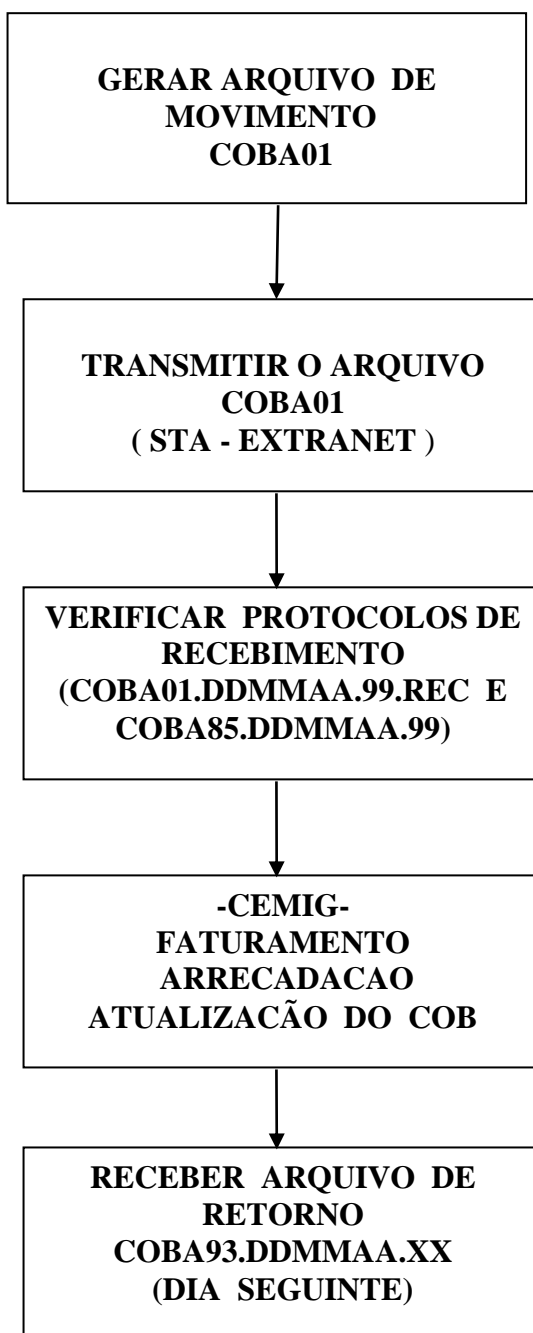 GERAR ARQUIVO DE
MOVIMENTO
COBA01
TRANSMITIR O ARQUIVO
COBA01
( STA - EXTRANET )
VERIFICAR PROTOCOLOS DE
RECEBIMENTO
(COBA01.DDMMAA.99.REC E
COBA85.DDMMAA.99)
-CEMIG-
FATURAMENTO
ARRECADACAO
ATUALIZACÃO DO COB
RECEBER ARQUIVO DE
RETORNO
COBA93.DDMMAA.XX
(DIA SEGUINTE)